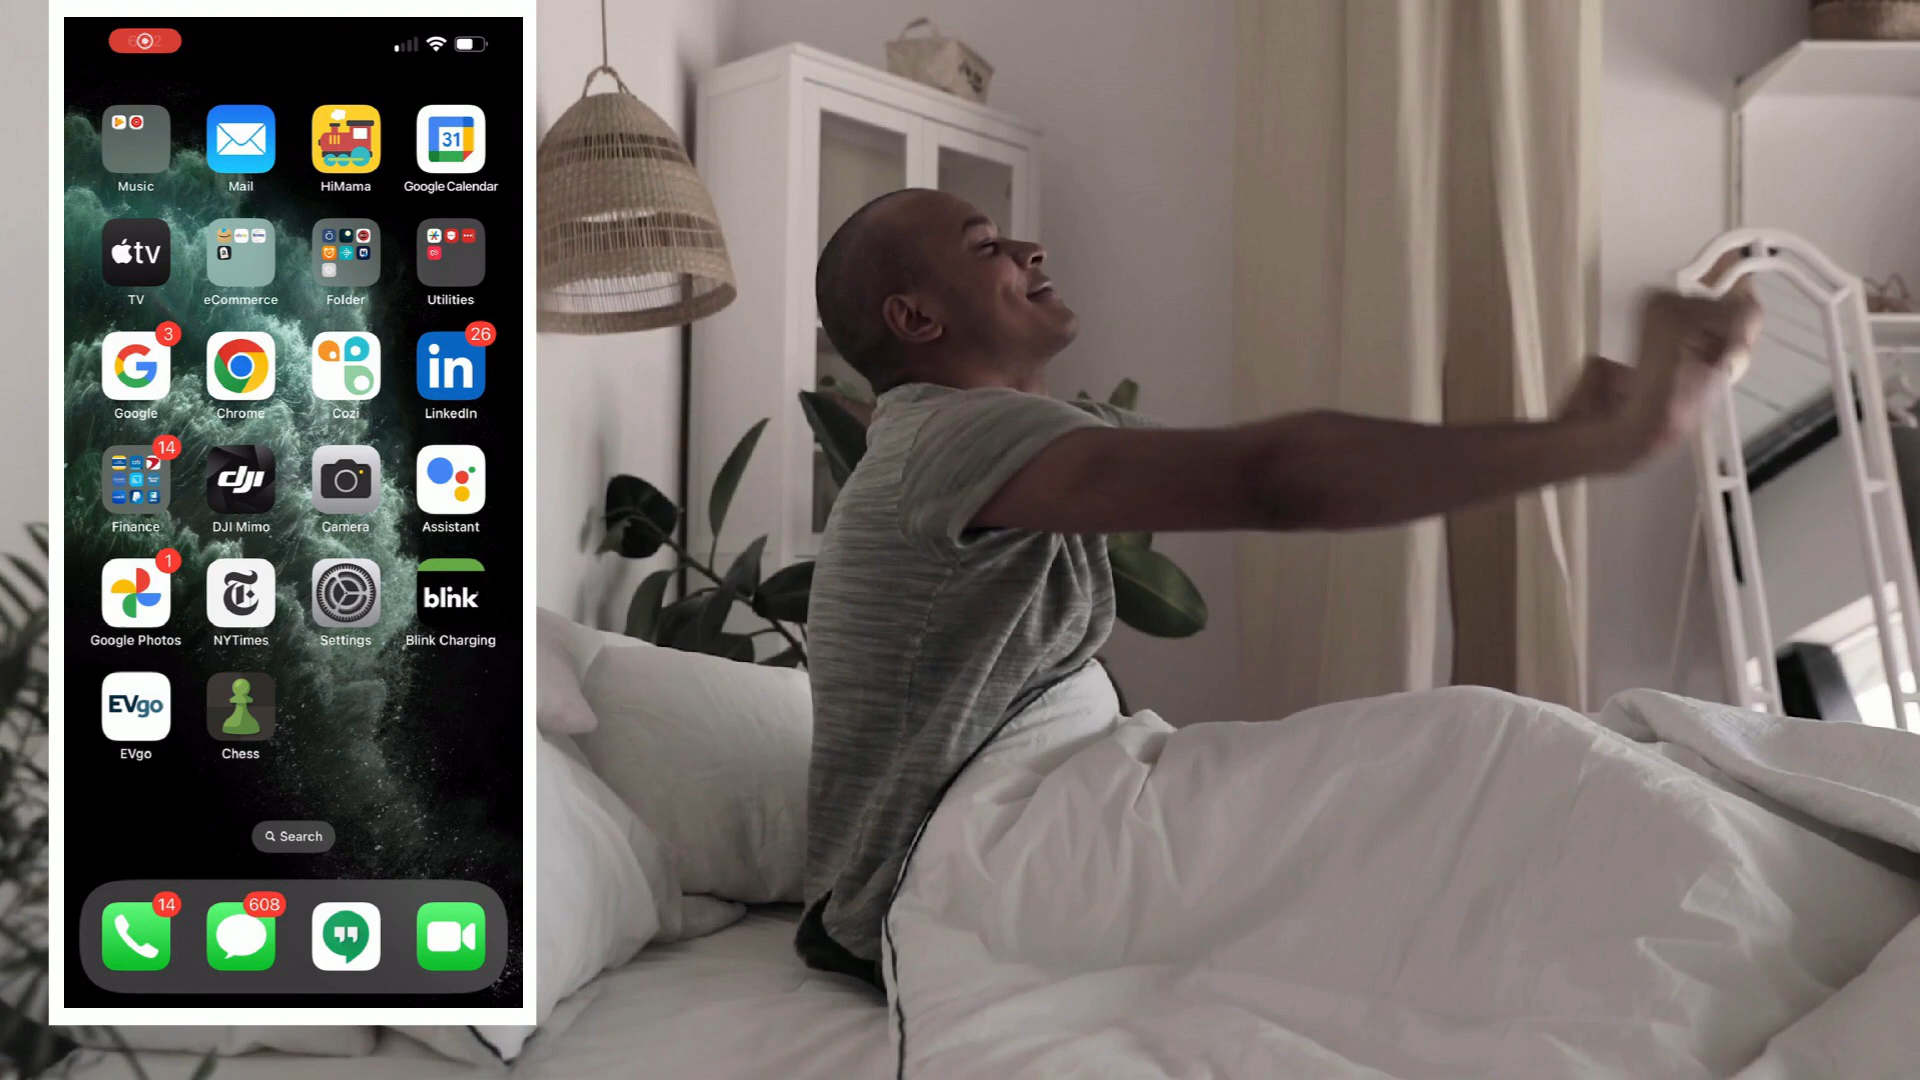 31
Music
Mail
HiMama
Google Calendar
tv
TV
eCommerce
Folder
Utilities
3
26
in
Google
Chrome
Cozi
LinkedIn
14
dji
Finance
DJI Mimo
Camera
Assistant
1
T
blink
Google Photos
NYTimes
Settings
Blink Charging
EVgo
EVgo
Chess
Search
14
608